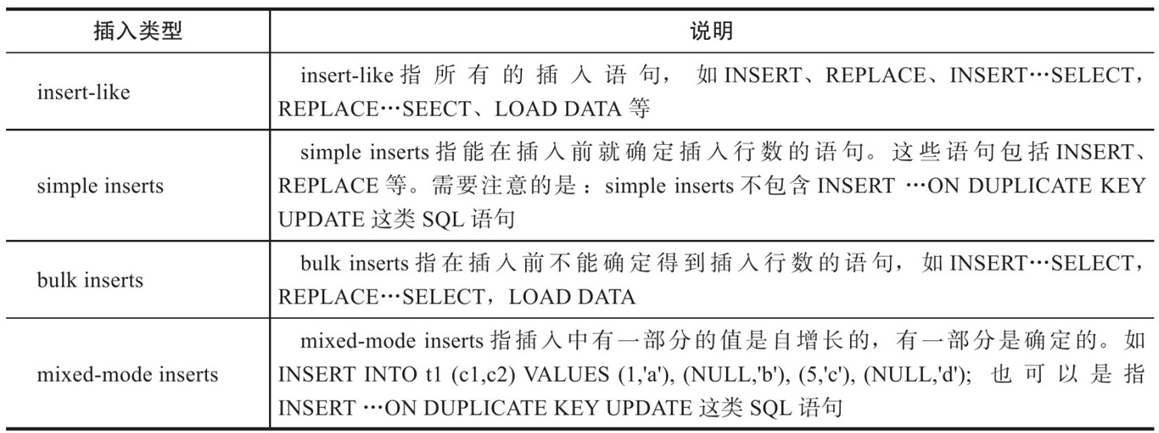 插入类型 说明
insert-like
insert-like 指所有的插入语句，如 INSERT、REPLACE、INSERT…SELECT，
REPLACE…SEECT、LOAD DATA 等
simple inserts
simple inserts 指能在插入前就确定插入行数的语句。这些语句包括 INSERT、
REPLACE 等。需要注意的是：simple inserts 不包含 INSERT …ON DUPLICATE KEY
UPDATE 这类 SQL 语句
bulk inserts
bulk inserts 指在插入前不能确定得到插入行数的语句，如 INSERT…SELECT，
REPLACE…SELECT，LOAD DATA
mixed-mode inserts
mixed-mode inserts 指插入中有一部分的值是自增长的，有一部分是确定的。如
INSERT INTO t1 (c1,c2) VALUES (1,'a'), (NULL,'b'), (5,'c'), (NULL,'d'); 也可以是指
INSERT …ON DUPLICATE KEY UPDATE 这类 SQL 语句